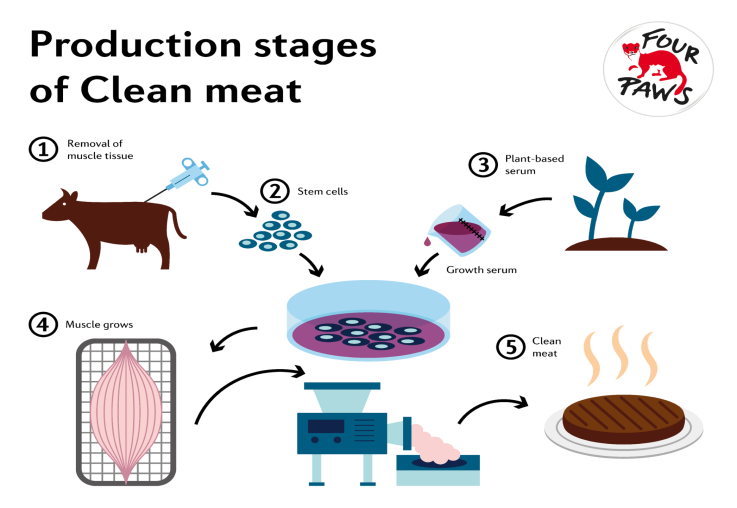 Production stages
of Clean meat
FOUR
PAWS
1
Removal of
muscle tissue
2
Stem cells
3
Plant-based
serum
Growth serum
4
Muscle grows
5
Clean
meat